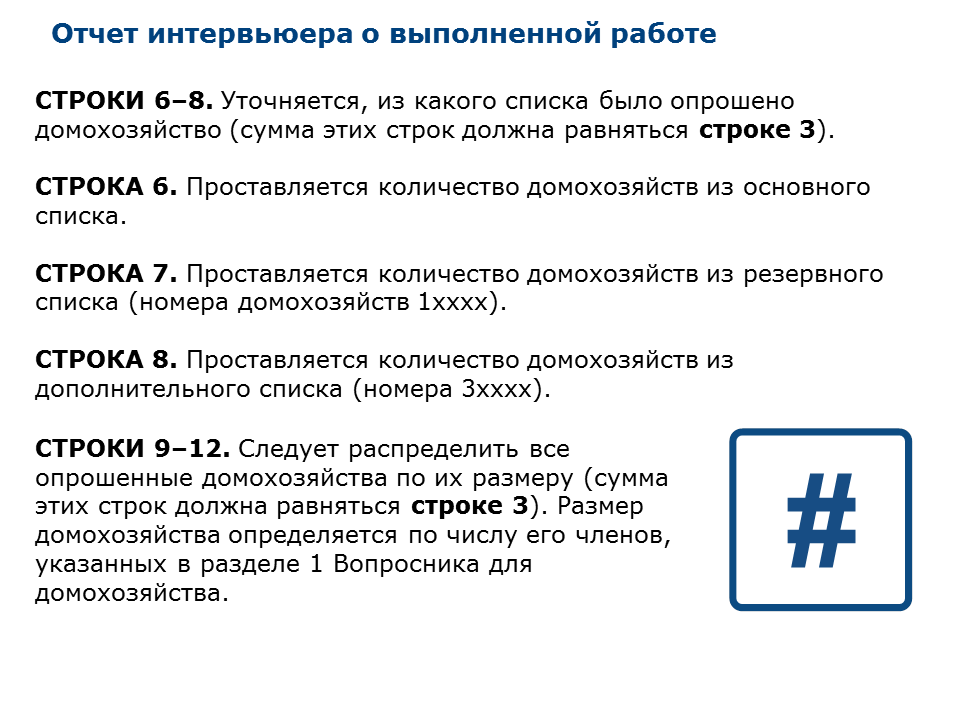 Отчет интервьюера о выполненной работе
СТРОКИ 6–8. Уточняется, из какого списка было опрошено
домохозяйство (сумма этих строк должна равняться строке 3).
СТРОКА 6. Проставляется количество домохозяйств из основного
списка.
СТРОКА 7. Проставляется количество домохозяйств из резервного
списка (номера домохозяйств 1хххх).
СТРОКА 8. Проставляется количество домохозяйств из
дополнительного списка (номера 3хххх).
СТРОКИ 9–12. Следует распределить все
опрошенные домохозяйства по их размеру (сумма
этих строк должна равняться строке 3). Размер
домохозяйства определяется по числу его членов,
указанных в разделе 1 Вопросника для
домохозяйства.
#